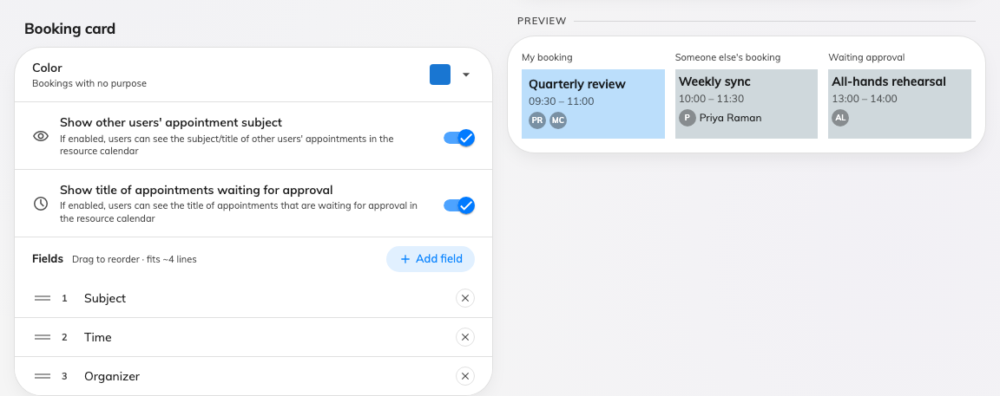 Booking card
Color
Bookings with no purpose
Show other users' appointment subject
If enabled, users can see the subject/title of other users' appointments in the
resource calendar
Show title of appointments waiting for approval
If enabled, users can see the title of appointments that are waiting for approval in
the resource calendar
Fields Drag to reorder · fits ~4 lines
+ Add field
1 Subject
2 Time
3 Organizer
PREVIEW
My booking
Quarterly review
09:30 – 11:00
PR MC
Someone else's booking
Weekly sync
10:00 – 11:30
P Priya Raman
Waiting approval
All-hands rehearsal
13:00 – 14:00
AL